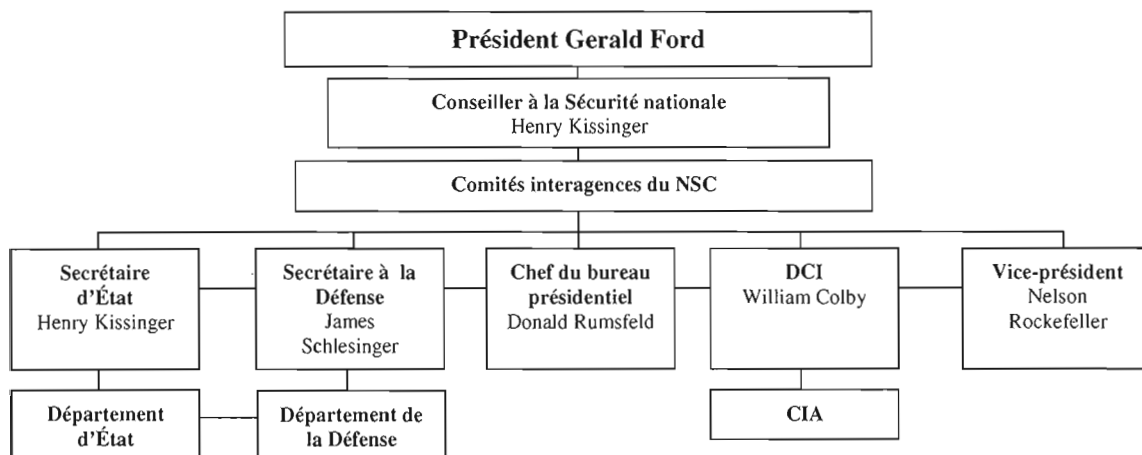 Président Gerald Ford
Conseiller à la Sécurité nationale
Henry Kissinger
Comités interagences du NSC
Secrétaire
d'État
Henry Kissinger
Secrétaire à la
Défense
James
Schlesinger
Chef du bureau
présidentiel
Donald Rumsfeld
DCI
William Colby
Vice-président
Nelson
Rockefeller
Département
d'État
Département de
la Défense
CIA